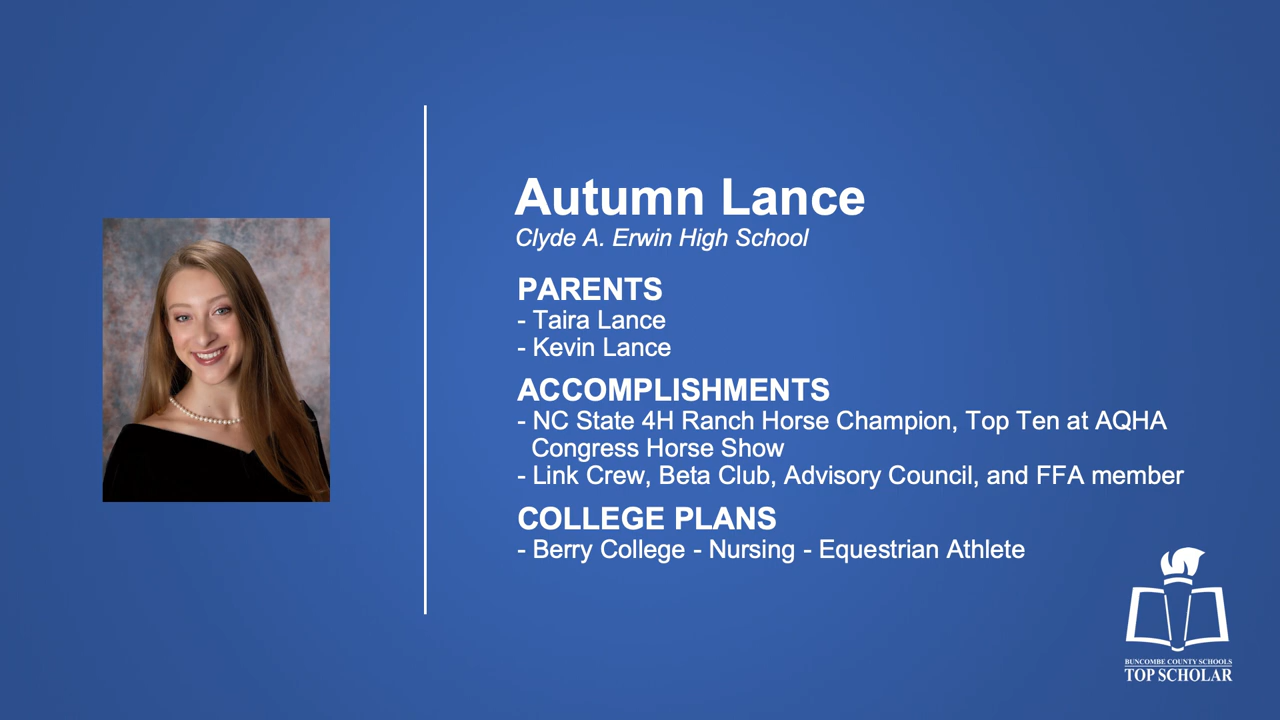 Autumn Lance
Clyde A. Erwin High School
PARENTS
- Taira Lance
- Kevin Lance
ACCOMPLISHMENTS
- NC State 4H Ranch Horse Champion, Top Ten at AQHA
Congress Horse Show
- Link Crew, Beta Club, Advisory Council, and FFA member
COLLEGE PLANS
- Berry College - Nursing - Equestrian Athlete
BUNCOMBE COUNTY SCHOOLS
TOP SCHOLAR